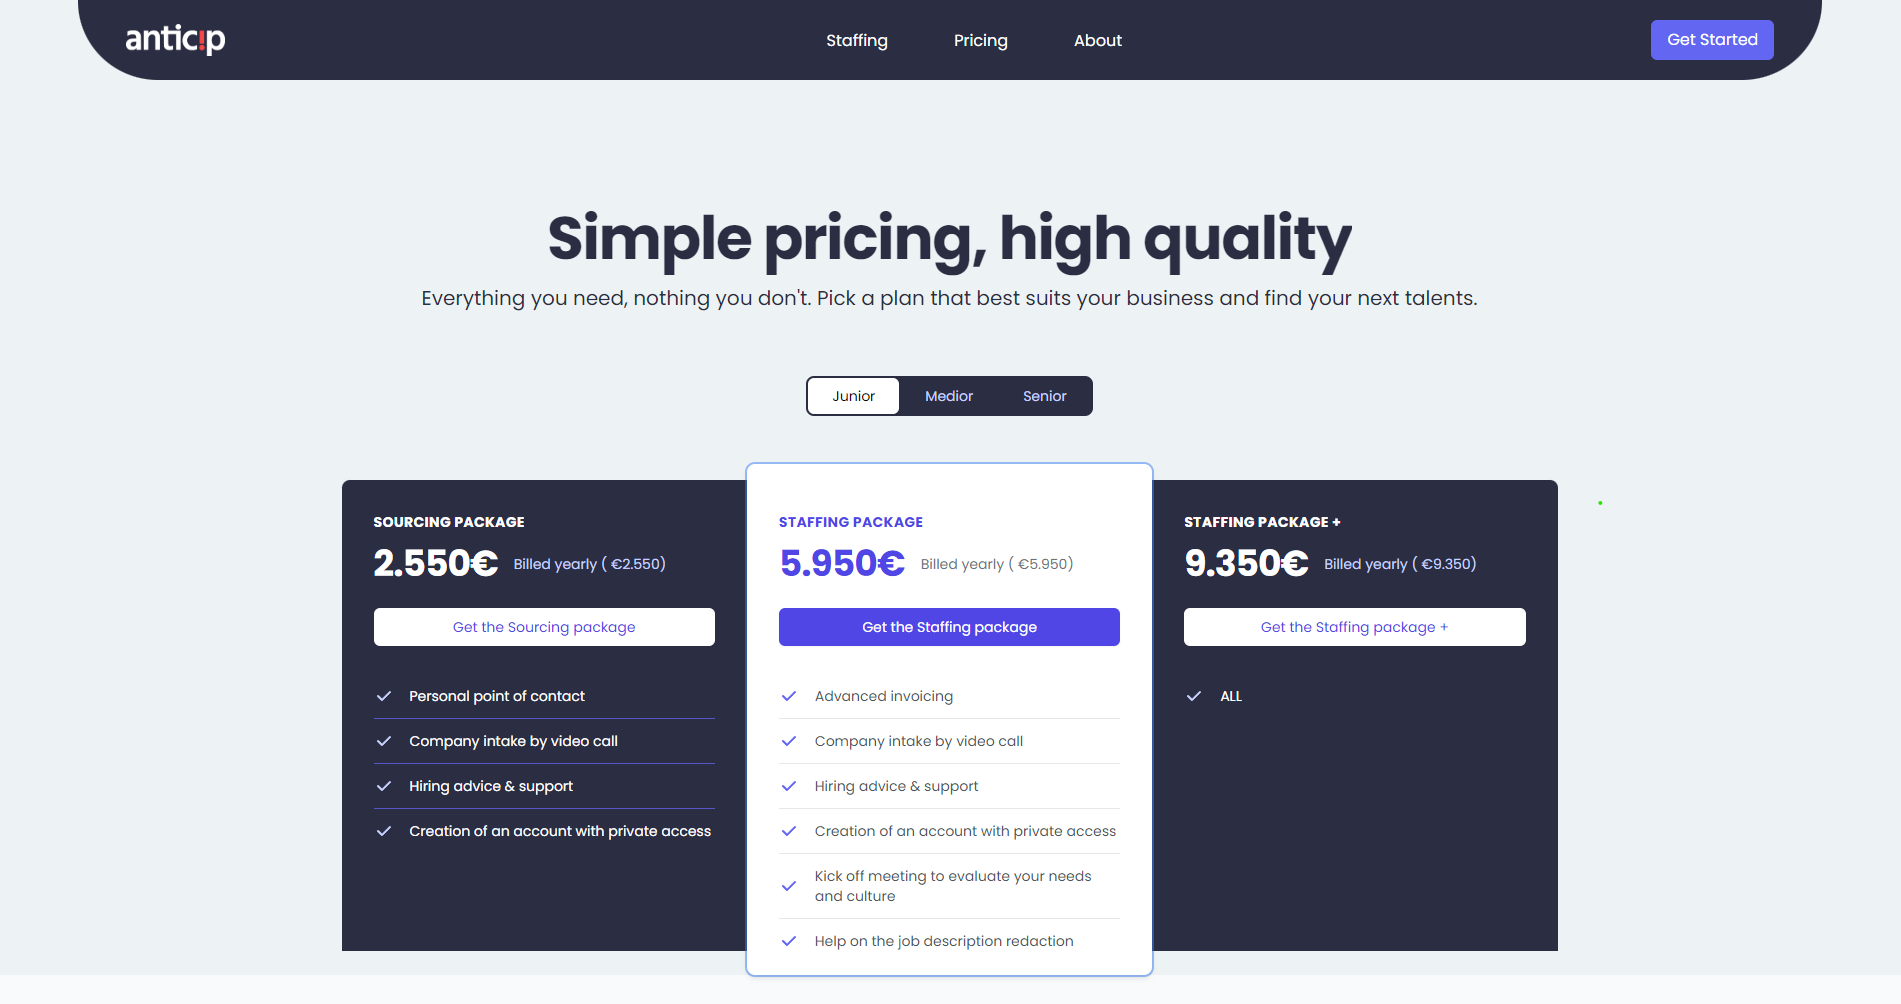 antic!p
Staffing
Pricing
About
Get Started
Simple pricing, high quality
Everything you need, nothing you don't. Pick a plan that best suits your business and find your next talents.
Junior
Medior
Senior
SOURCING PACKAGE
2.550€ Billed yearly ( €2.550)
Get the Sourcing package
Personal point of contact
Company intake by video call
Hiring advice & support
Creation of an account with private access
STAFFING PACKAGE
5.950€ Billed yearly ( €5.950)
Get the Staffing package
Advanced invoicing
Company intake by video call
Hiring advice & support
Creation of an account with private access
Kick off meeting to evaluate your needs
and culture
Help on the job description redaction
STAFFING PACKAGE +
9.350€ Billed yearly ( €9.350)
Get the Staffing package +
ALL